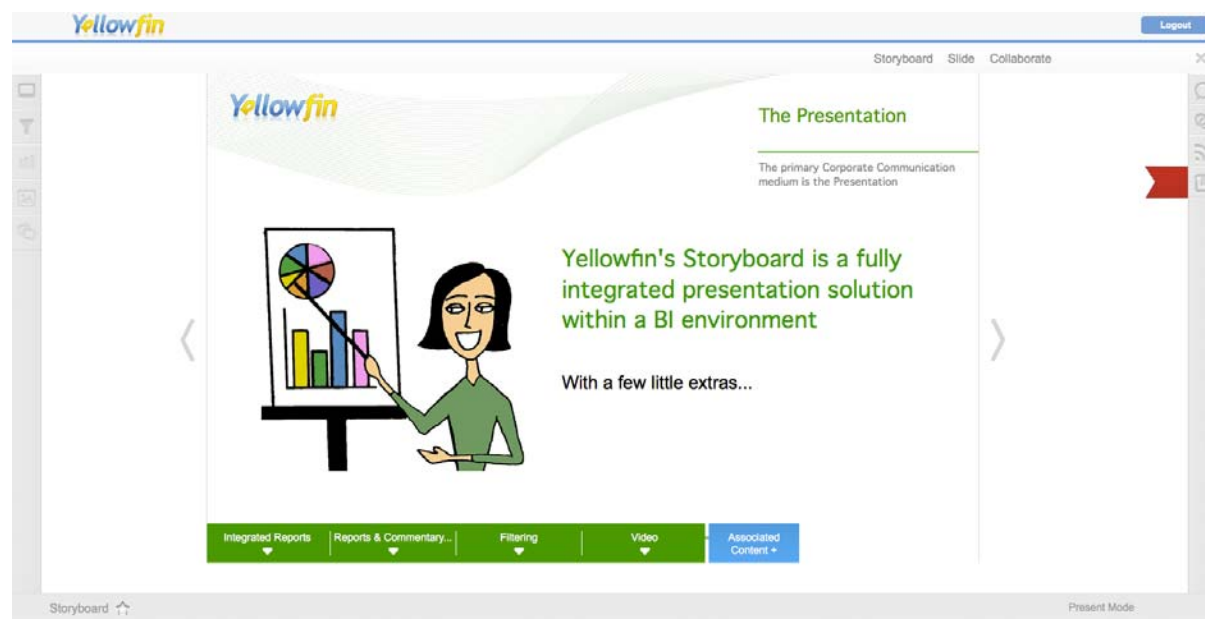 Yellowfin
Logout
Storyboard Slide Collaborate
Yellowfin
The Presentation
The primary Corporate Communication
medium is the Presentation
Yellowfin's Storyboard is a fully
integrated presentation solution
within a BI environment
With a few little extras...
Integrated Reports Reports & Commentary... Filtering Video Associated
Content +
Storyboard Present Mode